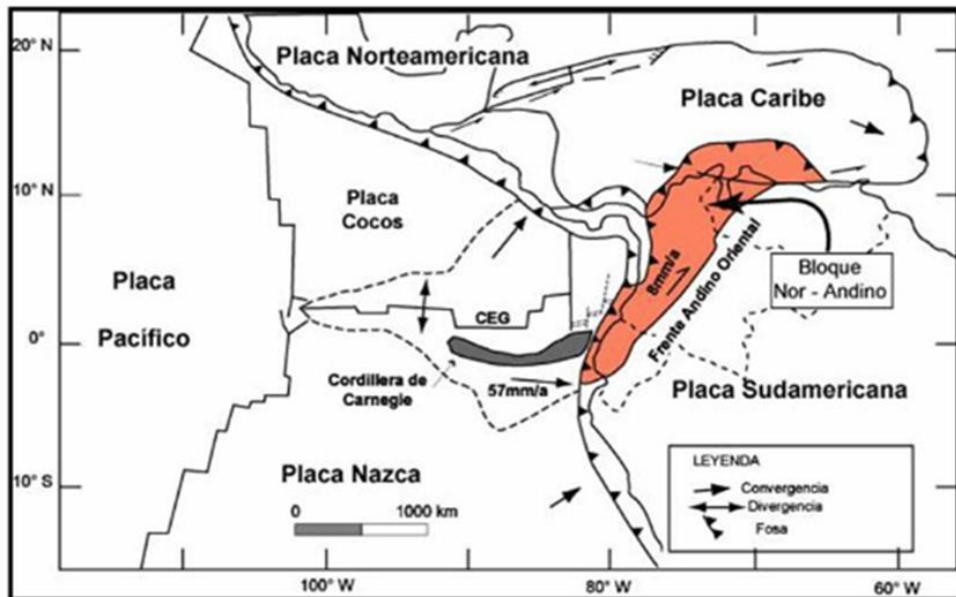 20° N
10° N
0°
10° S
100° W
80° W
60° W
Placa Norteamericana
Placa Caribe
Placa
Cocos
Placa
Pacífico
CEG
8mm/a
Frente Andino Oriental
Bloque
Nor - Andino
Cordillera de
Carnegie
57mm/a
Placa Sudamericana
Placa Nazca
0 1000 km
LEYENDA
Convergencia
Divergencia
Fosa